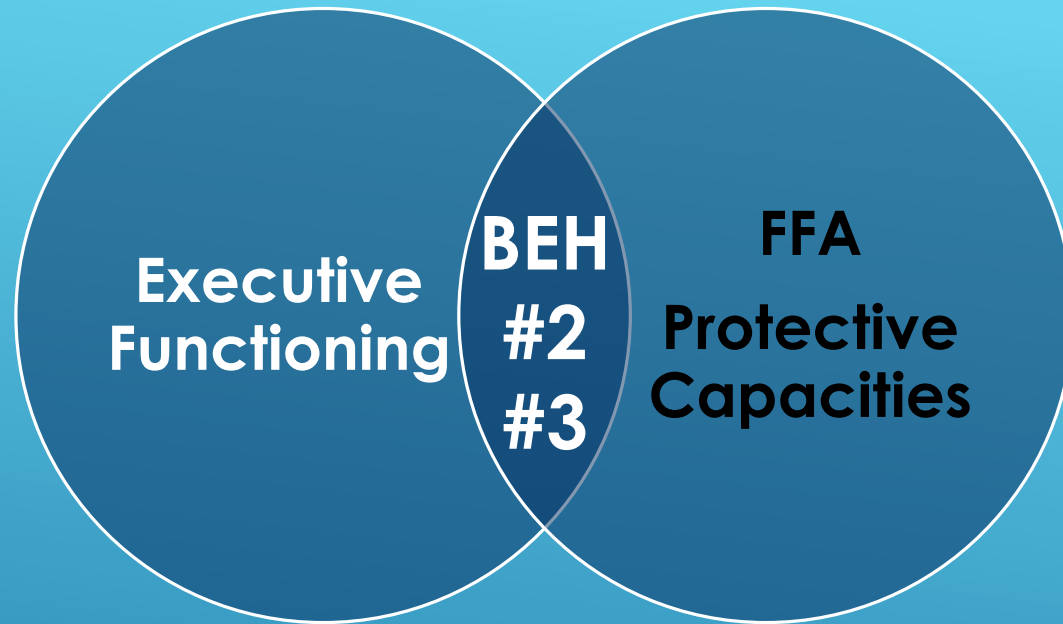 Executive
Functioning
BEH
#2
#3
FFA
Protective
Capacities